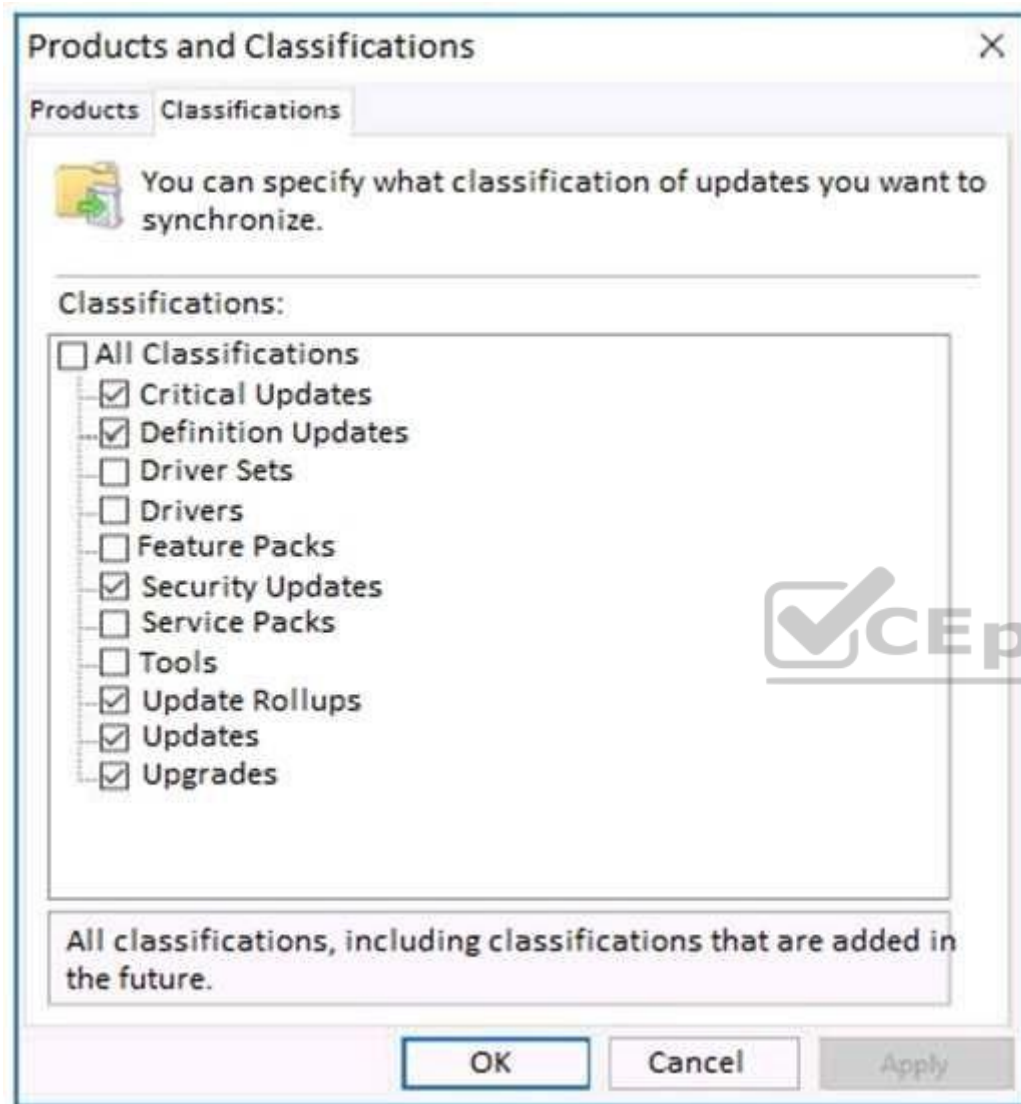 Products and Classifications
Products Classifications
You can specify what classification of updates you want to
synchronize.
Classifications:
All Classifications
Critical Updates
Definition Updates
Driver Sets
Drivers
Feature Packs
Security Updates
Service Packs
Tools
Update Rollups
Updates
Upgrades
CEp
All classifications, including classifications that are added in
the future.
OK Cancel Apply